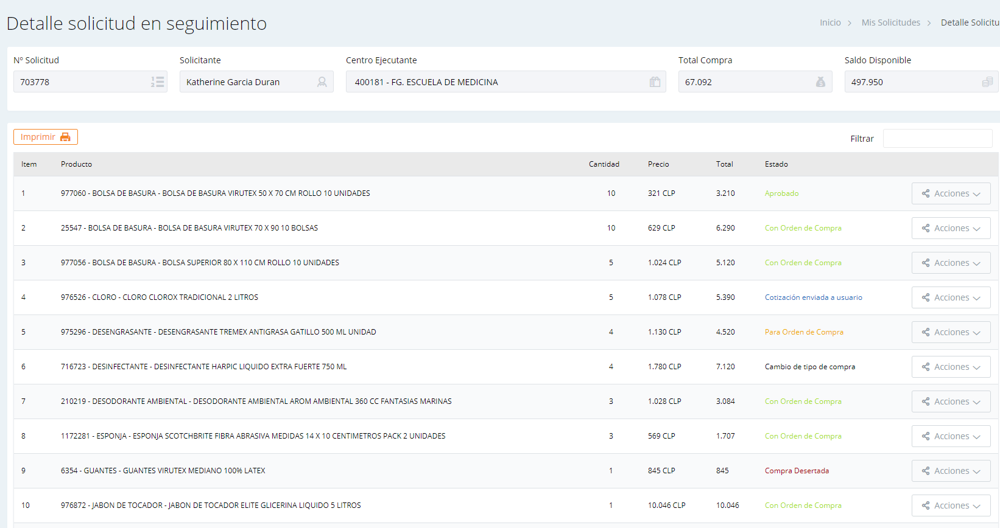 Detalle solicitud en seguimiento
Inicio > Mis Solicitudes > Detalle Solicitu
Nº Solicitud Solicitante Centro Ejecutante Total Compra Saldo Disponible
703778 Katherine Garcia Duran 400181 - FG. ESCUELA DE MEDICINA 67.092 497.950
Imprimir Filtrar
Item Producto Cantidad Precio Total Estado
1 977060 - BOLSA DE BASURA - BOLSA DE BASURA VIRUTEX 50 X 70 CM ROLLO 10 UNIDADES 10 321 CLP 3.210 Aprobado Acciones
2 25547 - BOLSA DE BASURA - BOLSA DE BASURA VIRUTEX 70 X 90 10 BOLSAS 10 629 CLP 6.290 Con Orden de Compra Acciones
3 977056 - BOLSA DE BASURA - BOLSA SUPERIOR 80 X 110 CM ROLLO 10 UNIDADES 5 1.024 CLP 5.120 Con Orden de Compra Acciones
4 976526 - CLORO - CLORO CLOROX TRADICIONAL 2 LITROS 5 1.078 CLP 5.390 Cotización enviada a usuario Acciones
5 975296 - DESENGRASANTE - DESENGRASANTE TREMEX ANTIGRASA GATILLO 500 ML UNIDAD 4 1.130 CLP 4.520 Para Orden de Compra Acciones
6 716723 - DESINFECTANTE - DESINFECTANTE HARPIC LIQUIDO EXTRA FUERTE 750 ML 4 1.780 CLP 7.120 Cambio de tipo de compra Acciones
7 210219 - DESODORANTE AMBIENTAL - DESODORANTE AMBIENTAL AROM AMBIENTAL 360 CC FANTASIAS MARINAS 3 1.028 CLP 3.084 Con Orden de Compra Acciones
8 1172281 - ESPONJA - ESPONJA SCOTCHBRITE FIBRA ABRASIVA MEDIDAS 14 X 10 CENTIMETROS PACK 2 UNIDADES 3 569 CLP 1.707 Con Orden de Compra Acciones
9 6354 - GUANTES - GUANTES VIRUTEX MEDIANO 100% LATEX 1 845 CLP 845 Compra Desertada Acciones
10 976872 - JABON DE TOCADOR - JABON DE TOCADOR ELITE GLICERINA LIQUIDO 5 LITROS 1 10.046 CLP 10.046 Con Orden de Compra Acciones